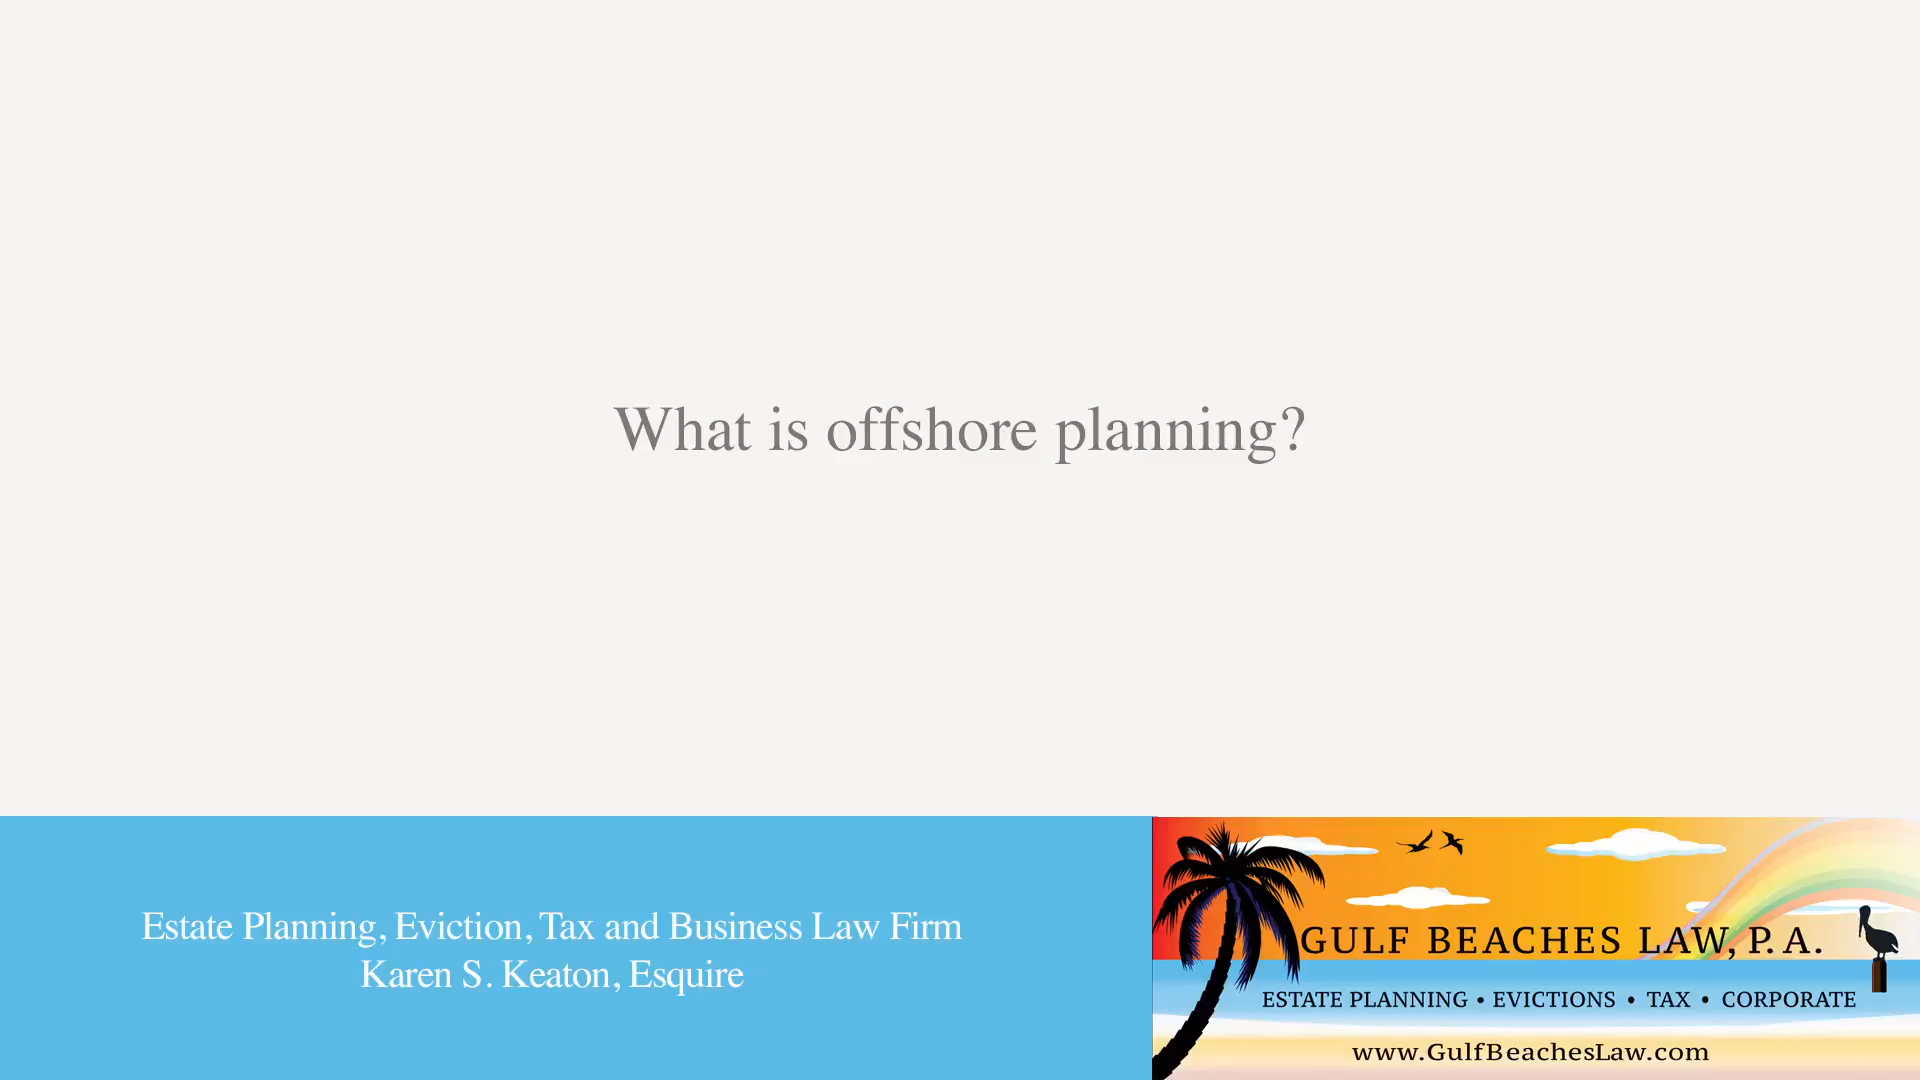 What is offshore planning?
Estate Planning, Eviction, Tax and Business Law Firm
Karen S. Keaton, Esquire
GULF BEACHES LAW, P.A.
ESTATE PLANNING • EVICTIONS • TAX • CORPORATE
www.GulfBeachesLaw.com